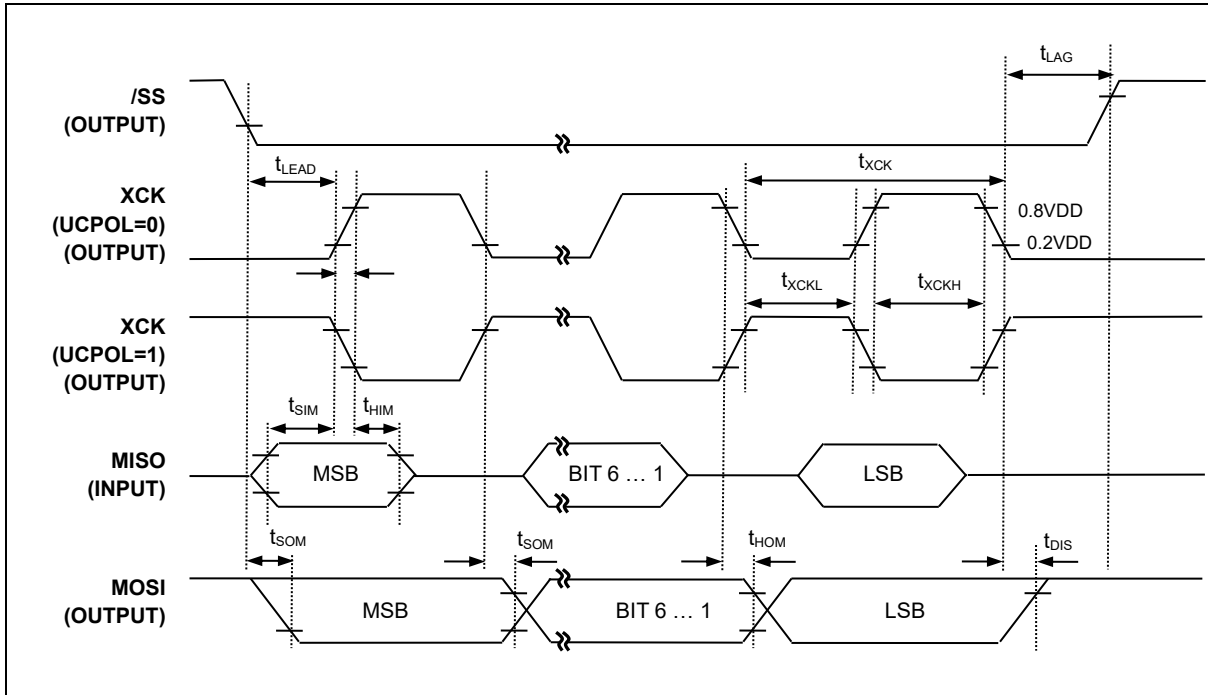 tLAG
/SS
(OUTPUT)
tLEAD
tXCK
XCK
(UCPOL=0)
(OUTPUT)
0.8VDD
0.2VDD
tXCKL
tXCKH
XCK
(UCPOL=1)
(OUTPUT)
tSIM
tHIM
MISO
(INPUT)
MSB
BIT 6 … 1
LSB
tSOM
tSOM
tHOM
tDIS
MOSI
(OUTPUT)
MSB
BIT 6 … 1
LSB